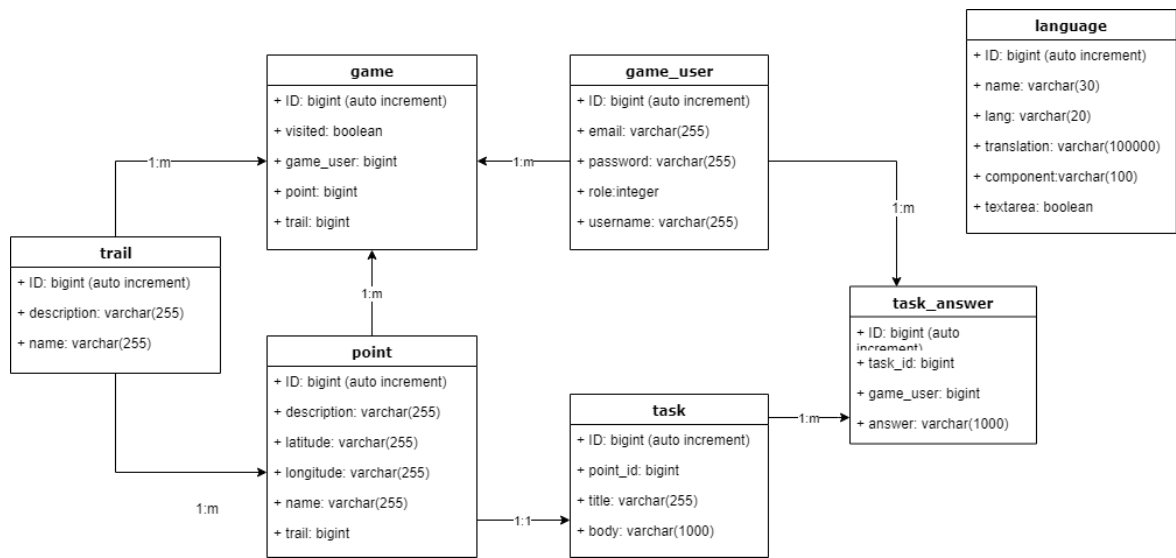 language
+ ID: bigint (auto increment)
+ name: varchar(30)
+ lang: varchar(20)
+ translation: varchar(100000)
+ component:varchar(100)
+ textarea: boolean
game
+ ID: bigint (auto increment)
+ visited: boolean
+ game_user: bigint
+ point: bigint
+ trail: bigint
game_user
+ ID: bigint (auto increment)
+ email: varchar(255)
+ password: varchar(255)
+ role:integer
+ username: varchar(255)
1:m
1:m
1:m
trail
+ ID: bigint (auto increment)
+ description: varchar(255)
+ name: varchar(255)
1:m
task_answer
+ ID: bigint (auto
increment)
+ task_id: bigint
+ game_user: bigint
+ answer: varchar(1000)
point
+ ID: bigint (auto increment)
+ description: varchar(255)
+ latitude: varchar(255)
+ longitude: varchar(255)
+ name: varchar(255)
+ trail: bigint
task
+ ID: bigint (auto increment)
+ point_id: bigint
+ title: varchar(255)
+ body: varchar(1000)
1:m
1:m
1:1